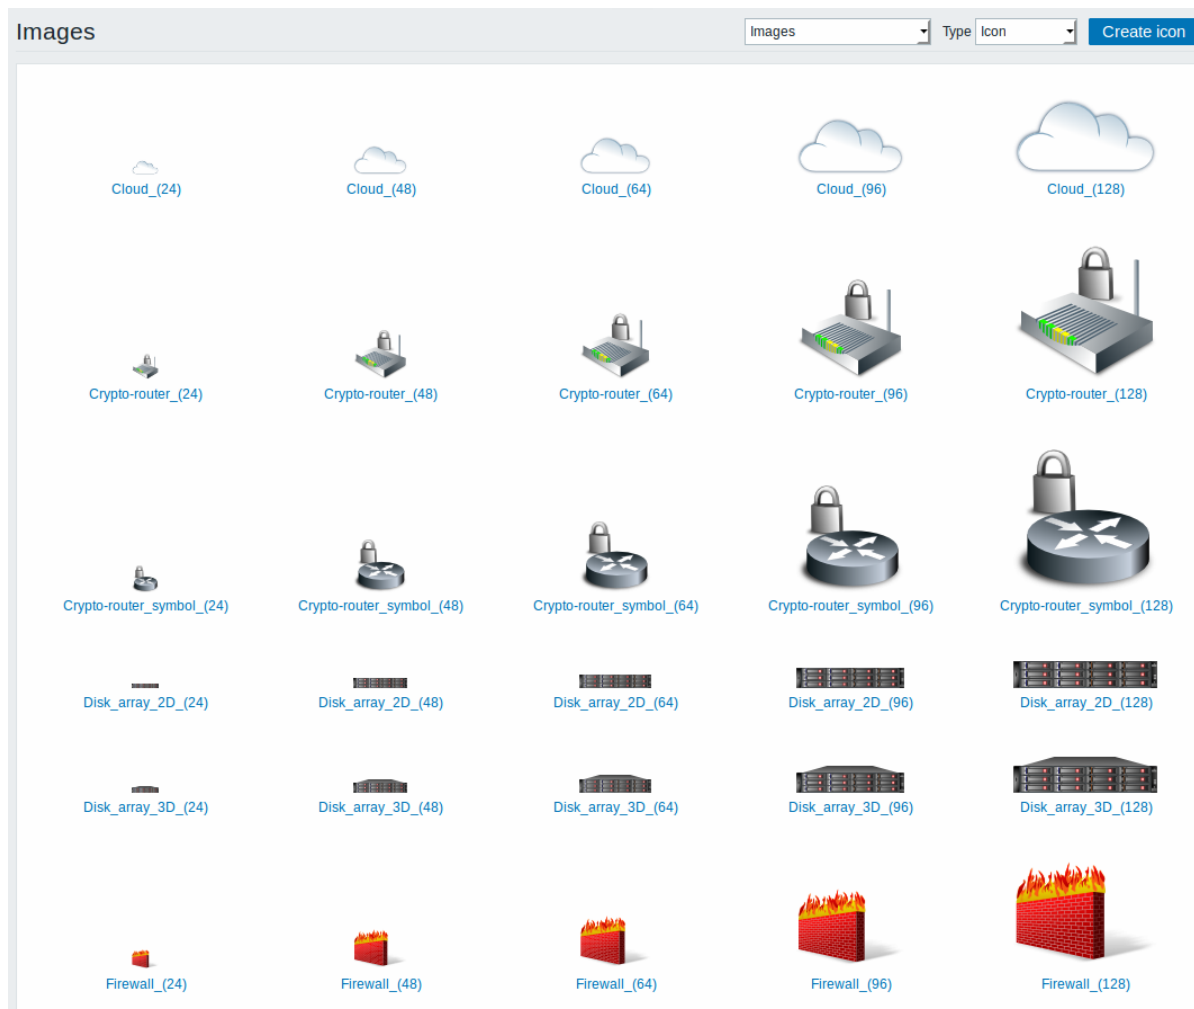 Images
Images Type Icon Create icon
Cloud_(24) Cloud_(48) Cloud_(64) Cloud_(96) Cloud_(128)
Crypto-router_(24) Crypto-router_(48) Crypto-router_(64) Crypto-router_(96) Crypto-router_(128)
Crypto-router_symbol_(24) Crypto-router_symbol_(48) Crypto-router_symbol_(64) Crypto-router_symbol_(96) Crypto-router_symbol_(128)
Disk_array_2D_(24) Disk_array_2D_(48) Disk_array_2D_(64) Disk_array_2D_(96) Disk_array_2D_(128)
Disk_array_3D_(24) Disk_array_3D_(48) Disk_array_3D_(64) Disk_array_3D_(96) Disk_array_3D_(128)
Firewall_(24) Firewall_(48) Firewall_(64) Firewall_(96) Firewall_(128)